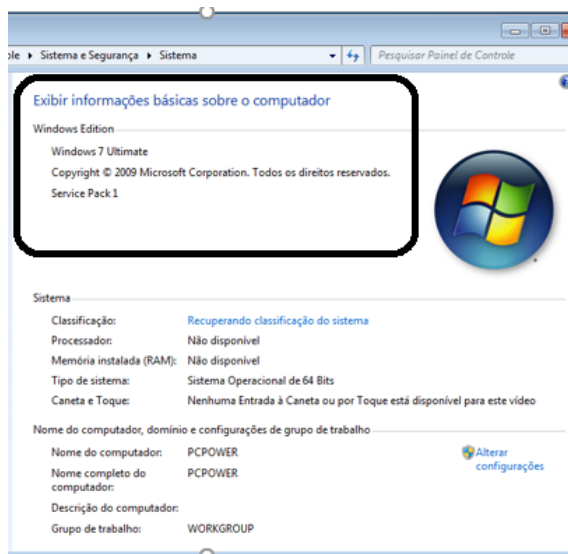 Sistema e Segurança ▸ Sistema
Pesquisar Painel de Controle
Exibir informações básicas sobre o computador
Windows Edition
Windows 7 Ultimate
Copyright © 2009 Microsoft Corporation. Todos os direitos reservados.
Service Pack 1
Sistema
Classificação: Recuperando classificação do sistema
Processador: Não disponível
Memória instalada (RAM): Não disponível
Tipo de sistema: Sistema Operacional de 64 Bits
Caneta e Toque: Nenhuma Entrada à Caneta ou por Toque está disponível para este vídeo
Nome do computador, domínio e configurações de grupo de trabalho
Nome do computador: PCPOWER
Alterar
configurações
Nome completo do
computador: PCPOWER
Descrição do computador:
Grupo de trabalho: WORKGROUP